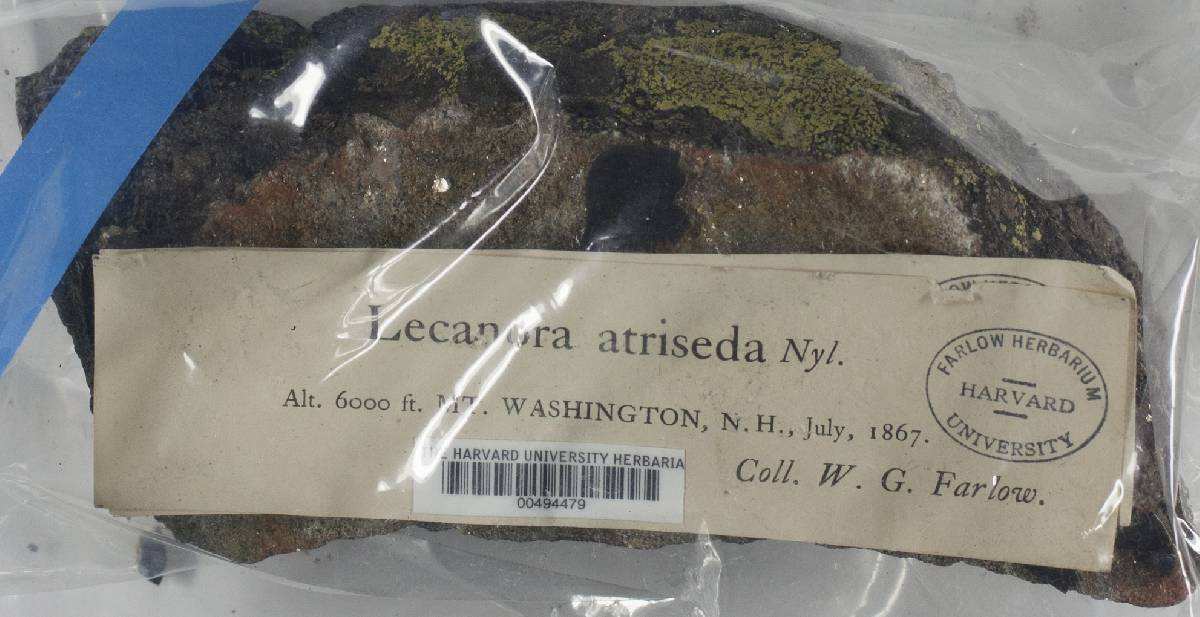 Lecanora atriseda Nyl.
Alt. 6000 ft. MT. WASHINGTON, N. H., July, 1867.
Coll. W. G. Farlow.
FARLOW HERBARIUM
HARVARD
UNIVERSITY
THE HARVARD UNIVERSITY HERBARIA
00494479